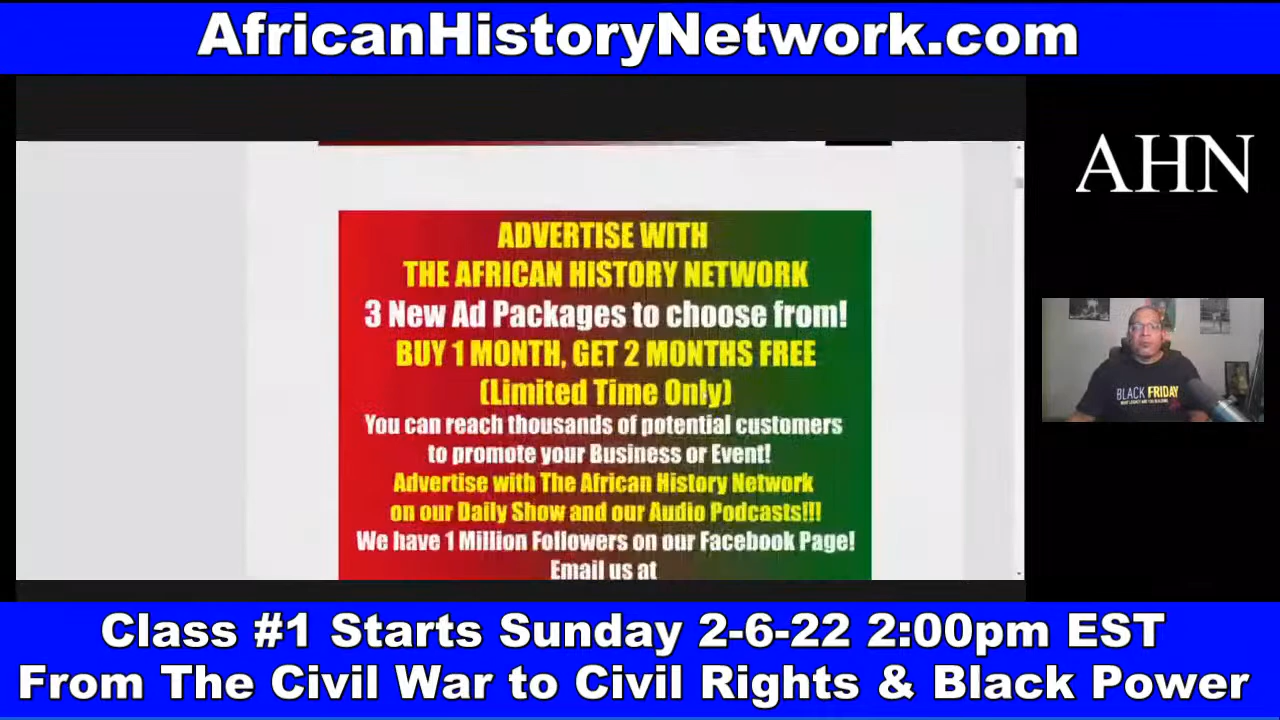 AfricanHistoryNetwork.com
AHN
ADVERTISE WITH
THE AFRICAN HISTORY NETWORK
3 New Ad Packages to choose from!
BUY 1 MONTH, GET 2 MONTHS FREE
(Limited Time Only)
You can reach thousands of potential customers
to promote your Business or Event!
Advertise with The African History Network
on our Daily Show and our Audio Podcasts!!!
We have 1 Million Followers on our Facebook Page!
Email us at
BLACK FRIDAY
Class #1 Starts Sunday 2-6-22 2:00pm EST
From The Civil War to Civil Rights & Black Power